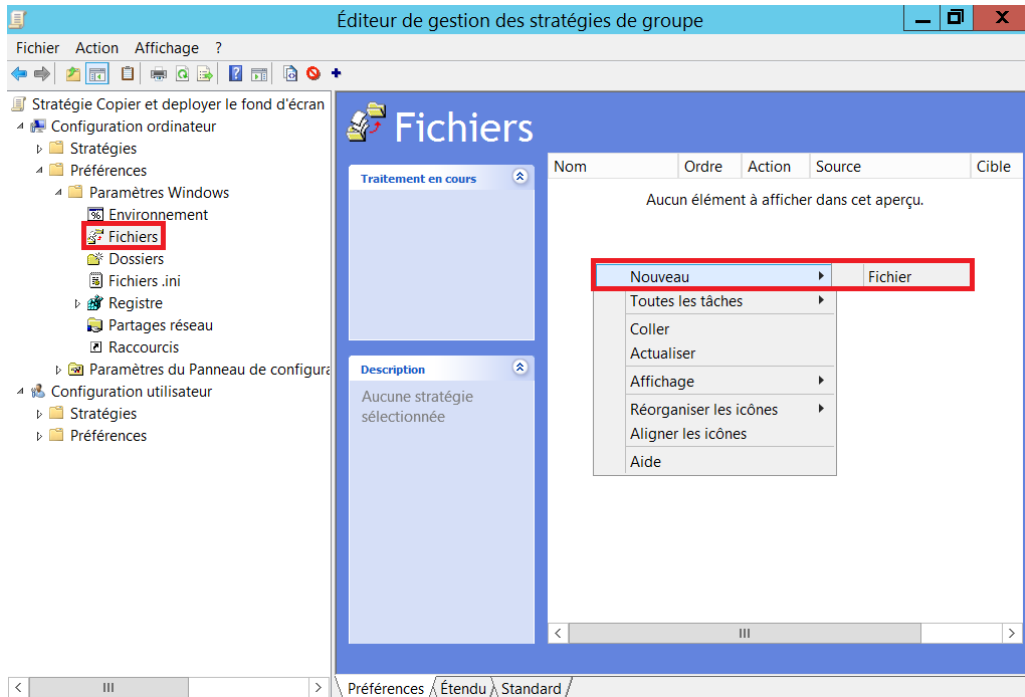 Éditeur de gestion des stratégies de groupe
Fichier Action Affichage ?
Stratégie Copier et deployer le fond d'écran
Configuration ordinateur
Stratégies
Préférences
Paramètres Windows
Environnement
Fichiers
Dossiers
Fichiers .ini
Registre
Partages réseau
Raccourcis
Paramètres du Panneau de configura
Configuration utilisateur
Stratégies
Préférences
Fichiers
Traitement en cours
Description
Aucune stratégie
sélectionnée
Nom Ordre Action Source Cible
Aucun élément à afficher dans cet aperçu.
Nouveau Fichier
Toutes les tâches
Coller
Actualiser
Affichage
Réorganiser les icônes
Aligner les icônes
Aide
Préférences Étendu Standard